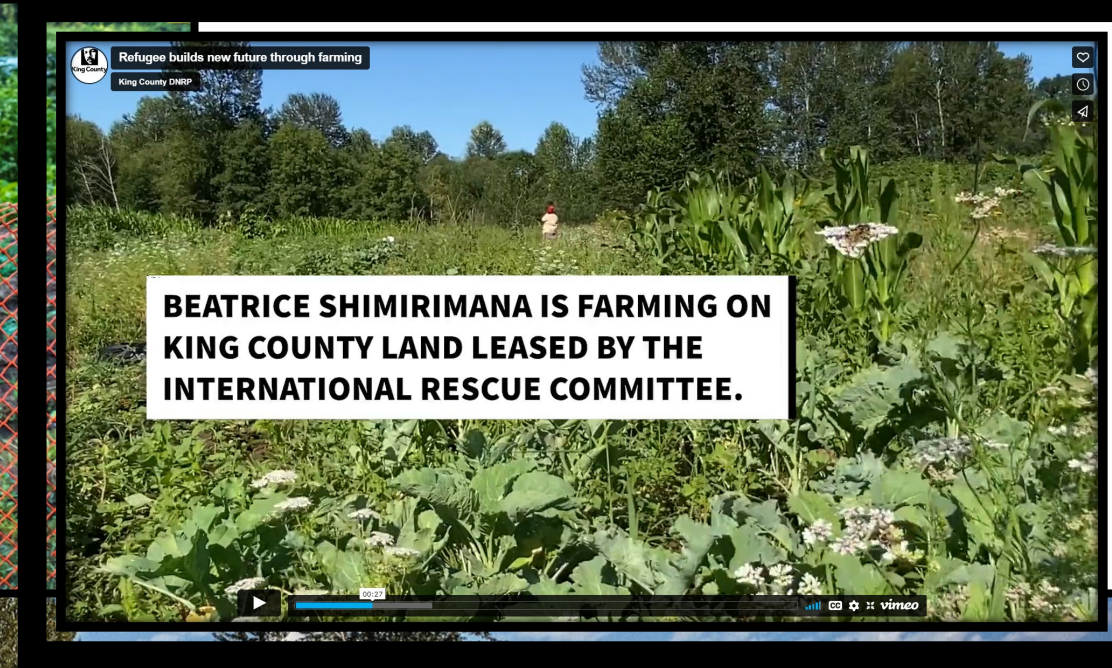 King County
Refugee builds new future through farming
King County DNRP
BEATRICE SHIMIRIMANA IS FARMING ON
KING COUNTY LAND LEASED BY THE
INTERNATIONAL RESCUE COMMITTEE.
00:27
CC
vimeo